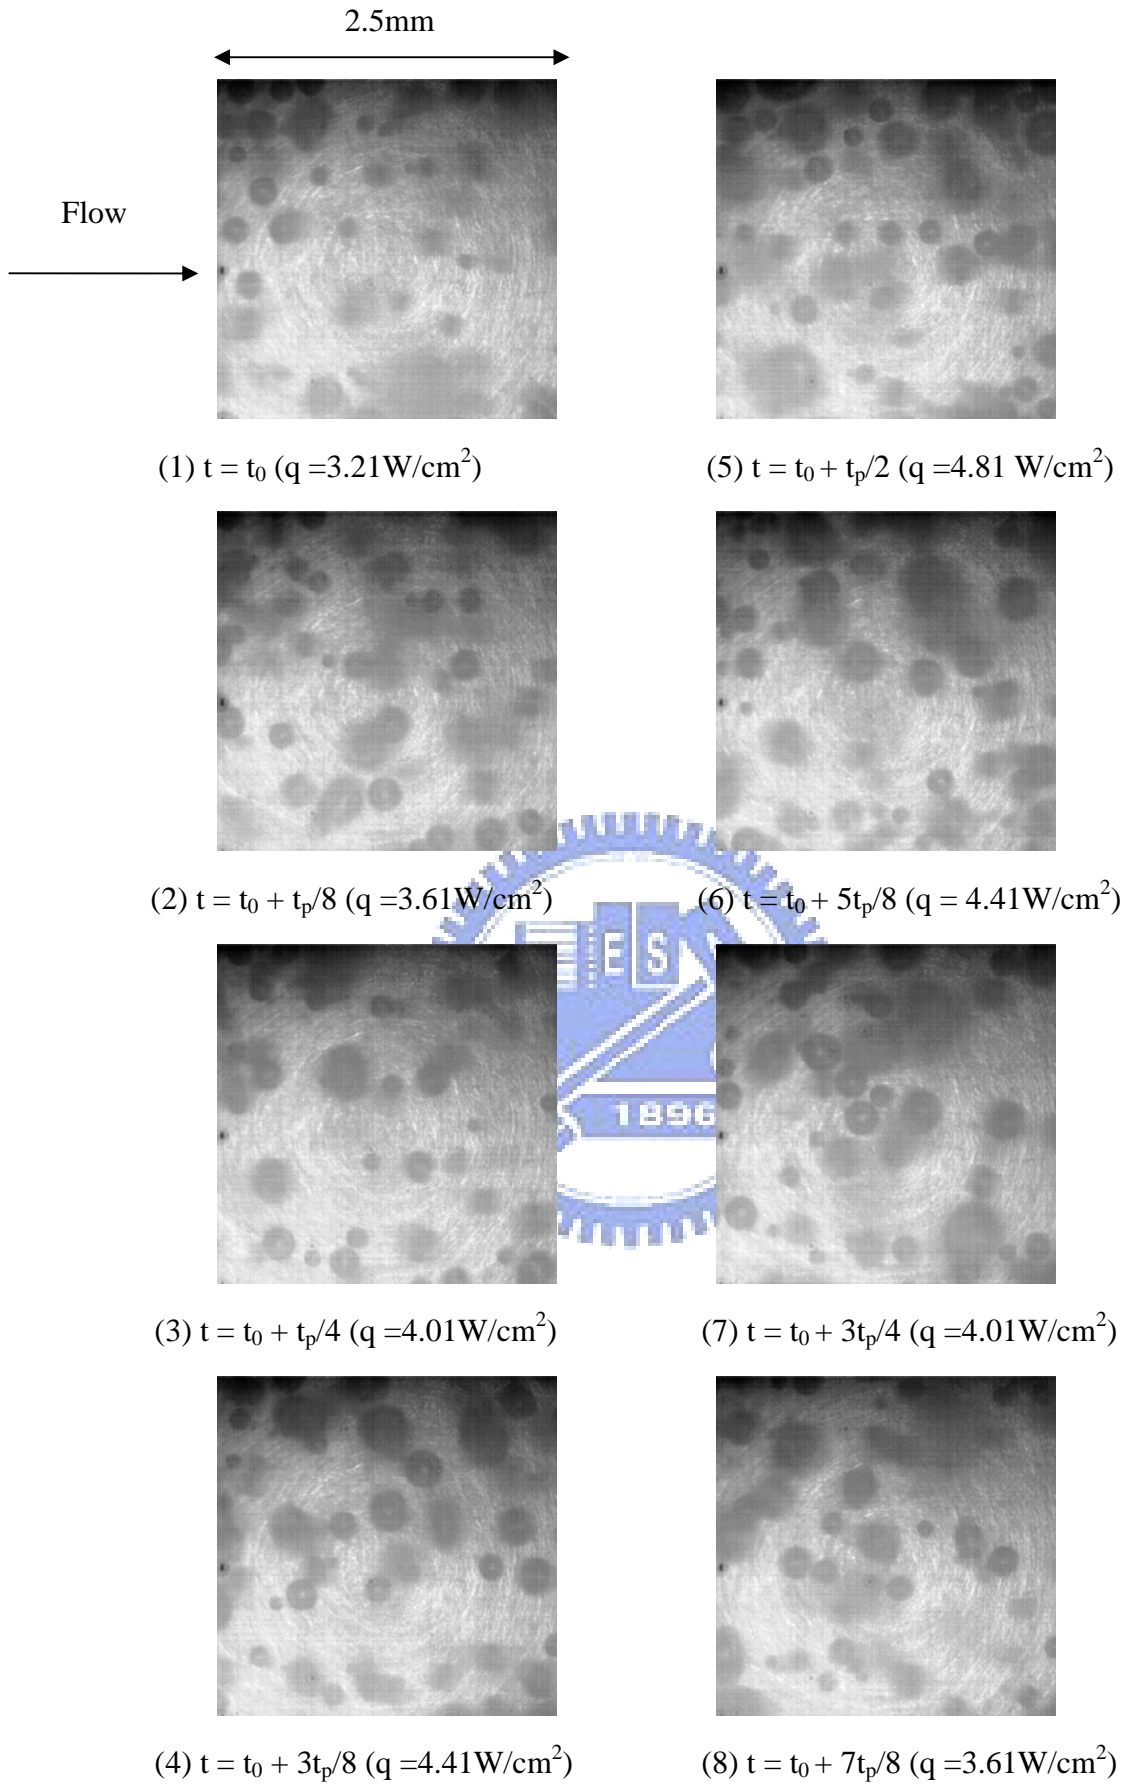 2.5mm
Flow
(1) t = t₀ (q =3.21W/cm²)
(5) t = t₀ + tₚ/2 (q =4.81 W/cm²)
(2) t = t₀ + tₚ/8 (q =3.61W/cm²)
(6) t = t₀ + 5tₚ/8 (q = 4.41W/cm²)
ES
1896
(3) t = t₀ + tₚ/4 (q =4.01W/cm²)
(7) t = t₀ + 3tₚ/4 (q =4.01W/cm²)
(4) t = t₀ + 3tₚ/8 (q =4.41W/cm²)
(8) t = t₀ + 7tₚ/8 (q =3.61W/cm²)